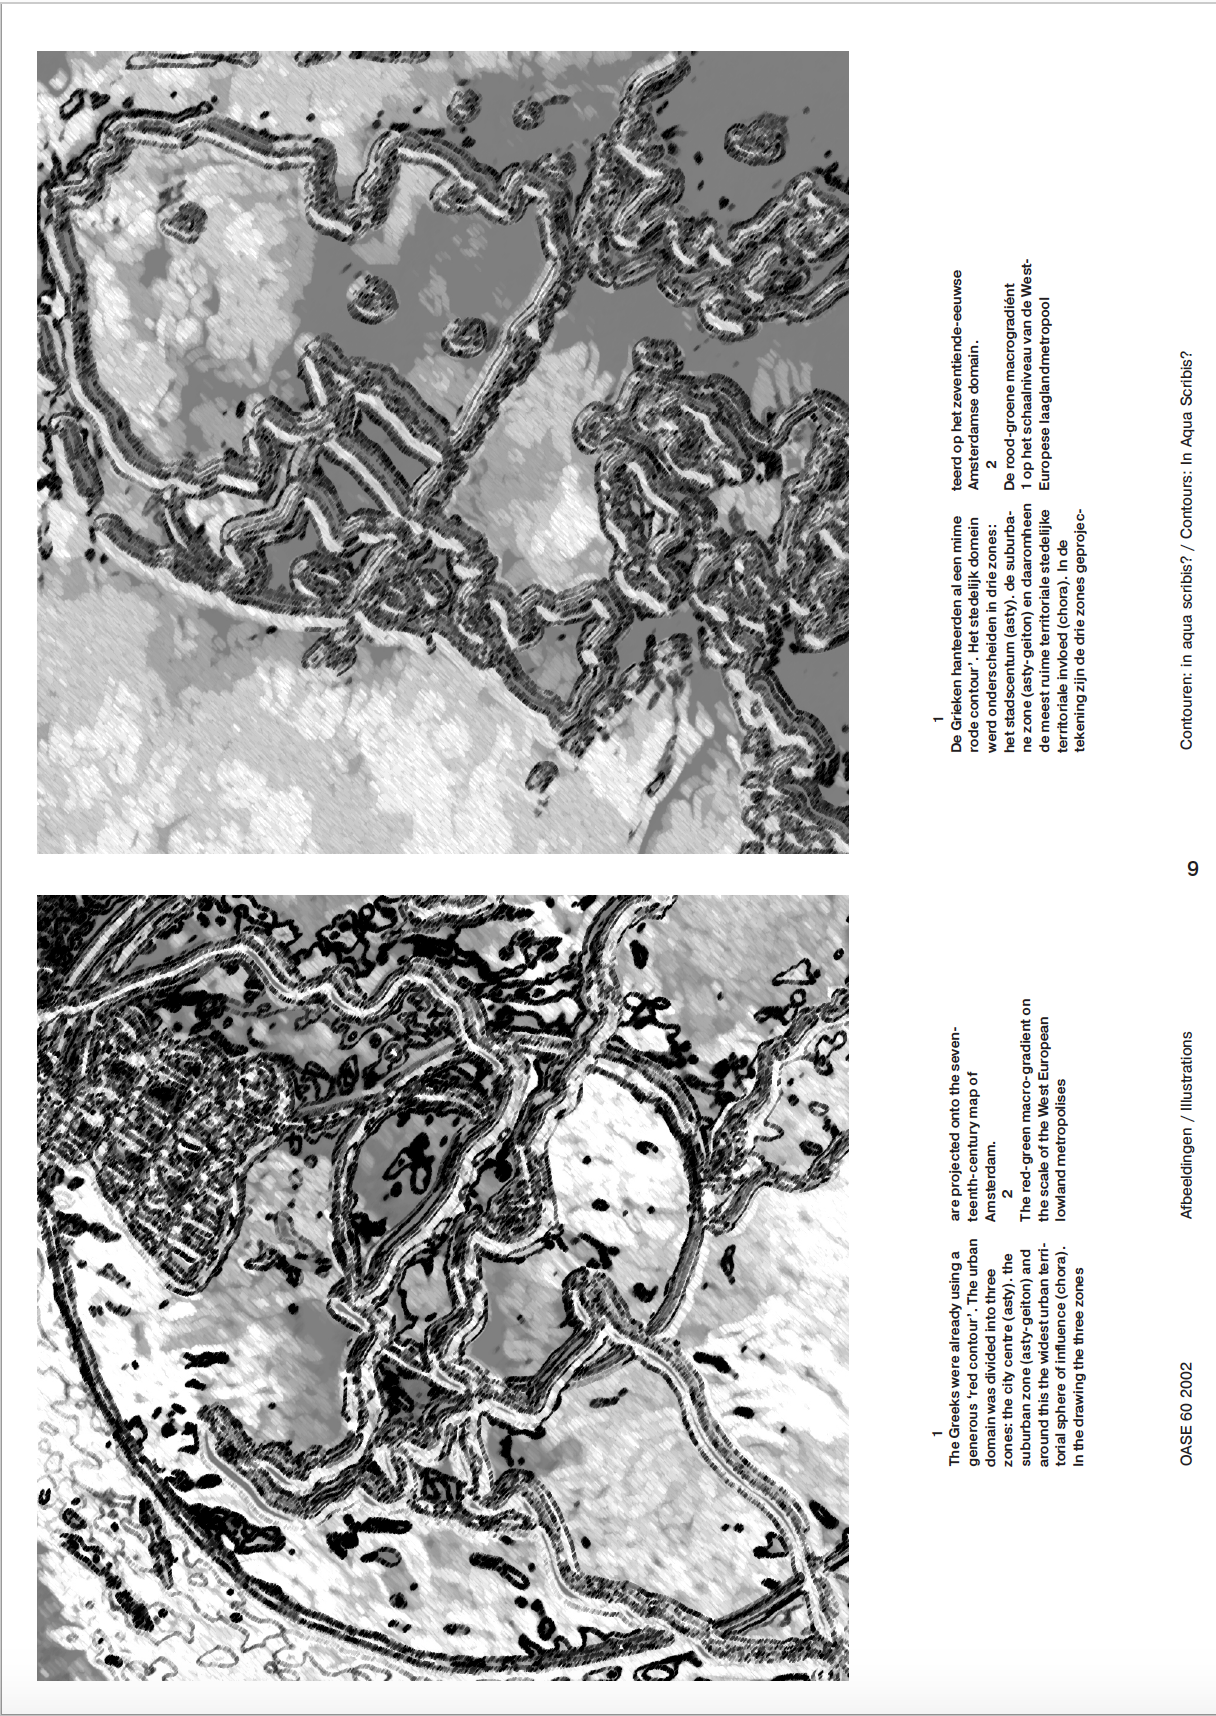 1
The Greeks were already using a
generous 'red contour'. The urban
domain was divided into three
zones: the city centre (asty). the
suburban zone (asty-geiton) and
around this the widest urban terri-
torial sphere of influence (chora).
In the drawing the three zones
are projected onto the seven-
teenth-century map of
Amsterdam.
2
The red-green macro-gradient on
the scale of the West European
lowland metropolises
1
De Grieken hanteerden al een mime
rode contour'. Het stedelijk domein
werd onderscheiden in drie zones:
het stadscentum (asty), de suburba-
ne zone (asty-geiton) en daaromheen
de meest ruime territoriale stedelijke
territoriale invloed (chora). In de
tekening zijn de drie zones geprojec-
teerd op het zeventiende-eeuwse
Amsterdamse domain.
2
De rood-groene macrogradiént
1 op het schaalniveau van de West-
Europese laaglandmetropool
OASE 60 2002
Afbeeldingen / Illustrations
9
Contouren: in aqua scribis? / Contours: In Aqua Scribis?